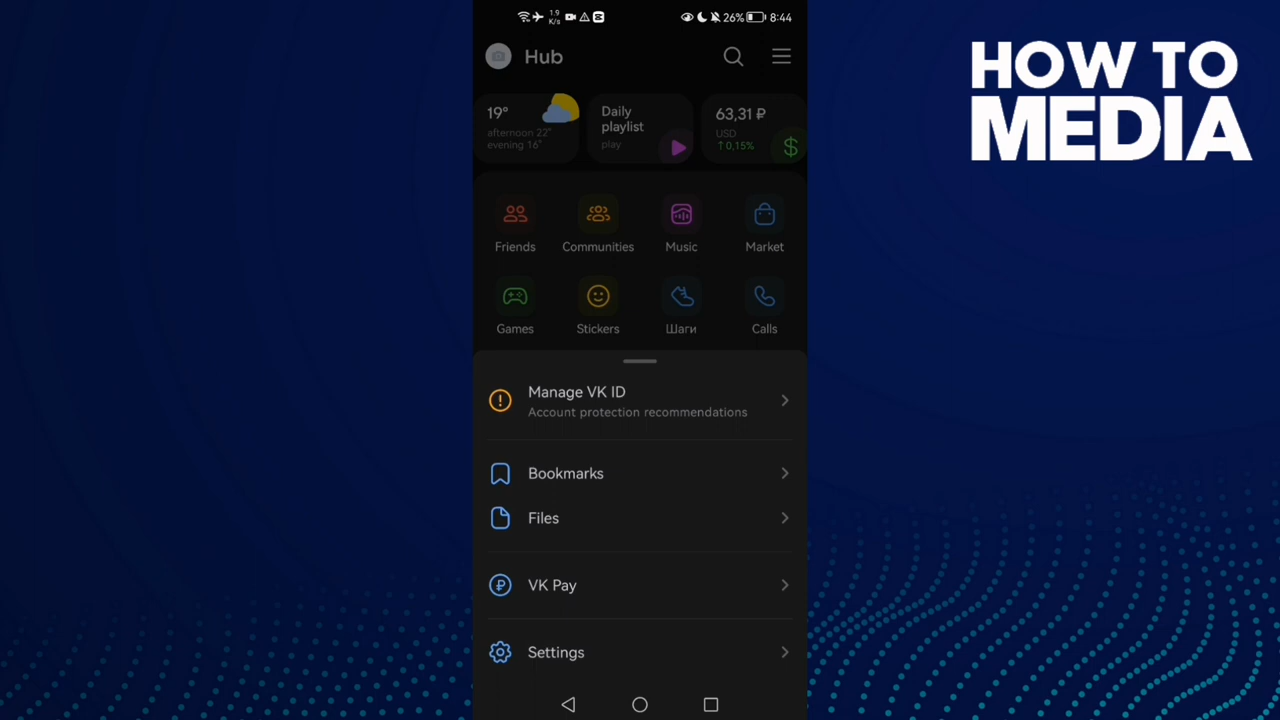 1.9
K/s
26%
8:44
Hub
HOW TO
MEDIA
19°
afternoon 22°
evening 16°
Daily
playlist
play
63,31 ₽
USD
↑0,15%
$
Friends
Communities
Music
Market
Games
Stickers
Шаги
Calls
Manage VK ID
Account protection recommendations
Bookmarks
Files
VK Pay
Settings